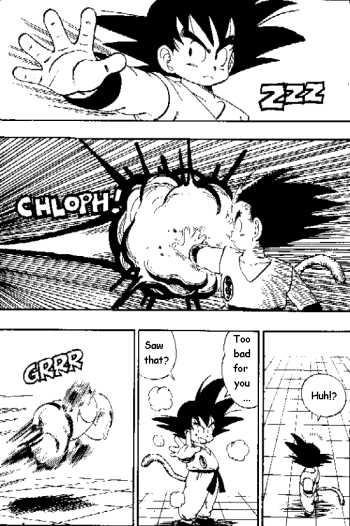 ZZZ
CHLOPH!
GRRR
Saw
that?
Too
bad
for
you
...
Huh!?